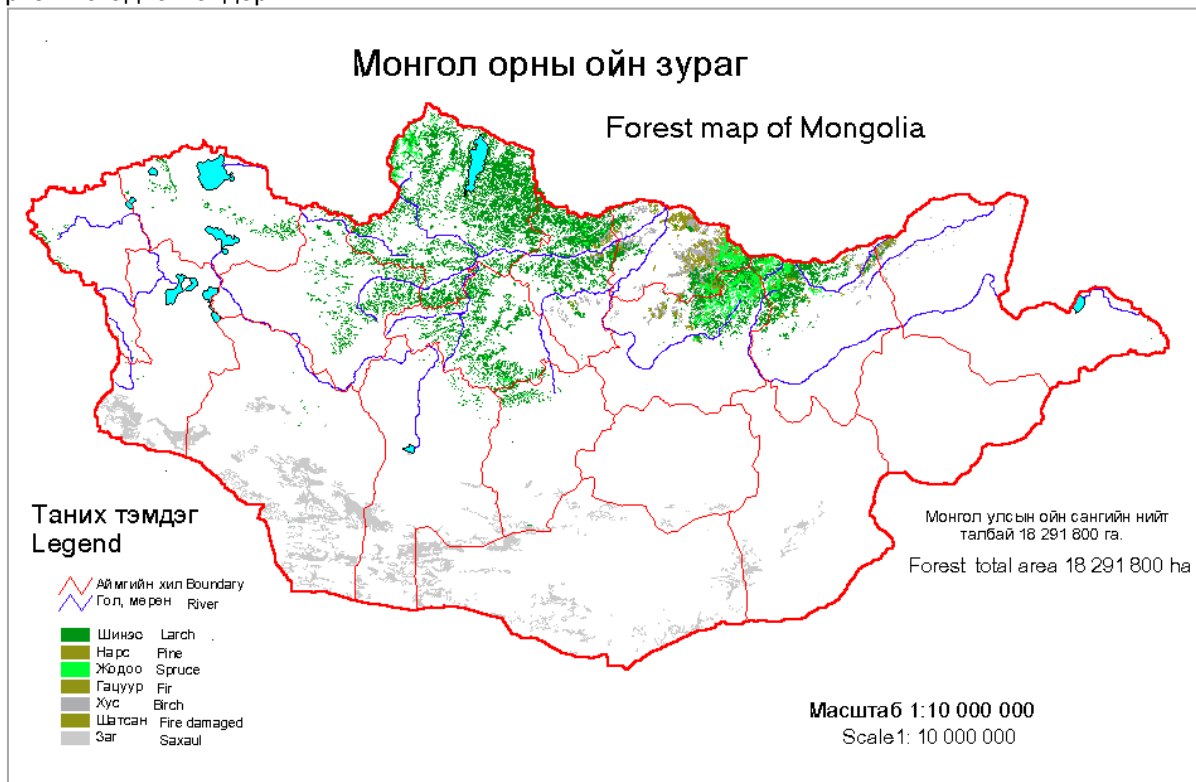 Монгол орны ойн зураг
Forest map of Mongolia
Таних тэмдэг
Legend
Аймгийн хил Boundary
Гол, мөрөн River
Шинэс Larch
Нарс Pine
Жодоо Spruce
Гацуур Fir
Хус Birch
Шатсан Fire damaged
Заг Saxaul
Монгол улсын ойн сангийн нийт
талбай 18 291 800 га.
Forest total area 18 291 800 ha
Масштаб 1:10 000 000
Scale1: 10 000 000